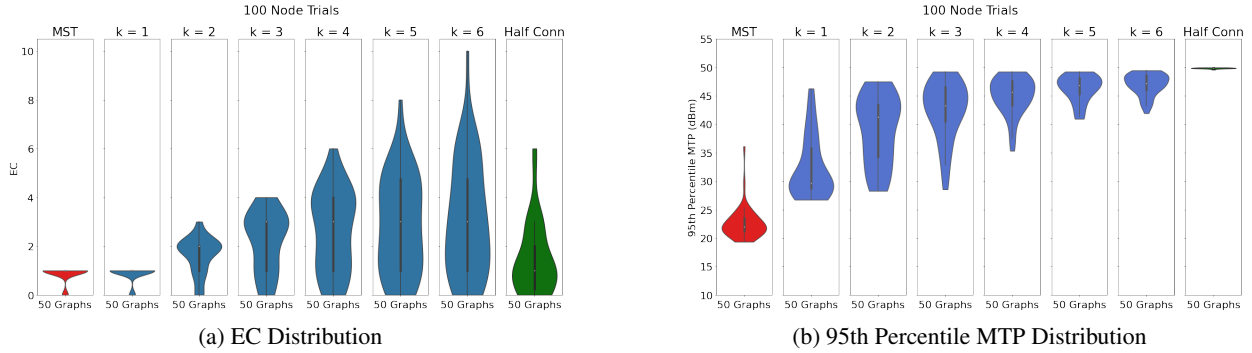 100 Node Trials
MST k = 1 k = 2 k = 3 k = 4 k = 5 k = 6 Half Conn
10
8
6
4
2
0
EC
50 Graphs 50 Graphs 50 Graphs 50 Graphs 50 Graphs 50 Graphs 50 Graphs 50 Graphs
(a) EC Distribution
100 Node Trials
MST k = 1 k = 2 k = 3 k = 4 k = 5 k = 6 Half Conn
55
50
45
40
35
30
25
20
15
10
95th Percentile MTP (dBm)
50 Graphs 50 Graphs 50 Graphs 50 Graphs 50 Graphs 50 Graphs 50 Graphs 50 Graphs
(b) 95th Percentile MTP Distribution